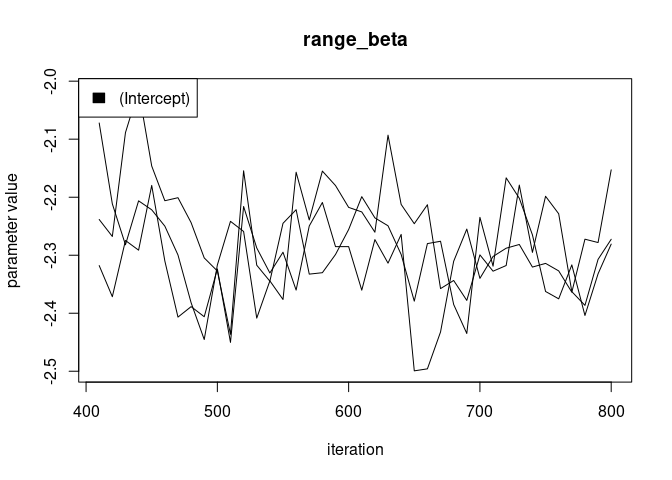 range_beta
(Intercept)
-2.0
-2.1
-2.2
-2.3
-2.4
-2.5
parameter value
400 500 600 700 800
iteration